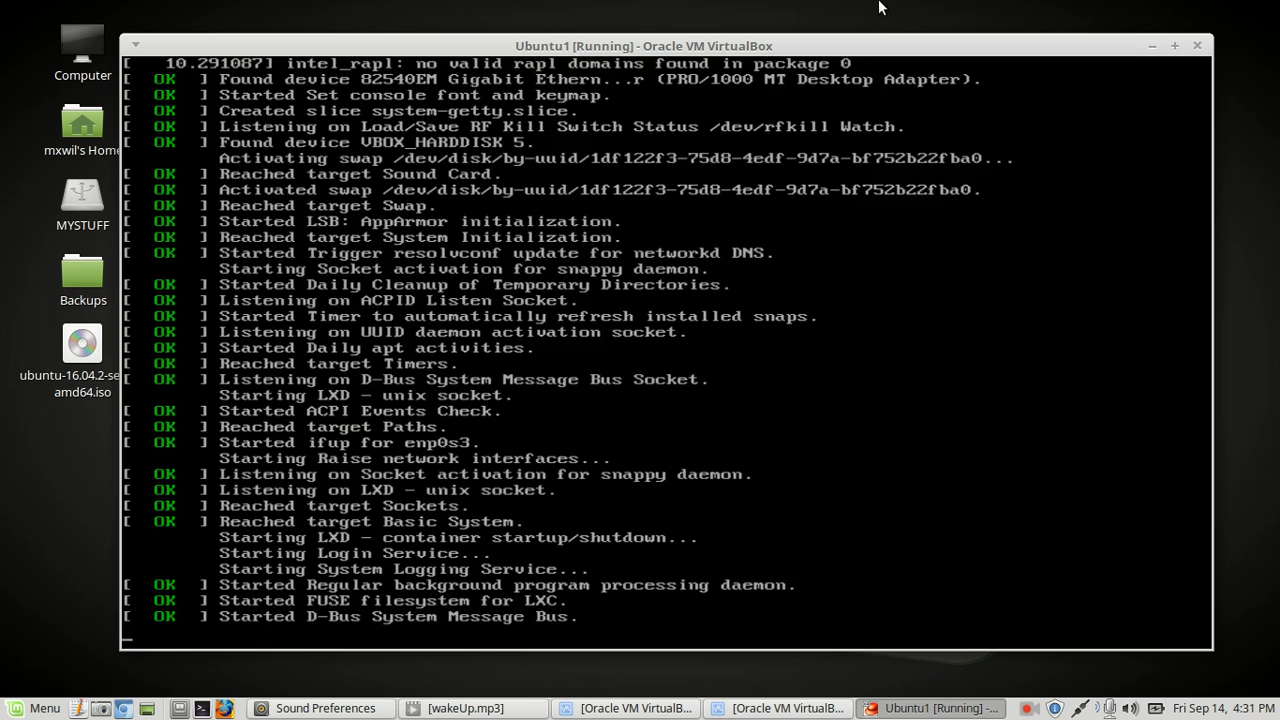 Ubuntu1 [Running] - Oracle VM VirtualBox
Computer
mxwil's Home
MYSTUFF
Backups
ubuntu-16.04.2-se
amd64.iso
[   10.291087] intel_rapl: no valid rapl domains found in package 0
[  OK  ] Found device 82540EM Gigabit Ethern...r (PRO/1000 MT Desktop Adapter).
[  OK  ] Started Set console font and keymap.
[  OK  ] Created slice system-getty.slice.
[  OK  ] Listening on Load/Save RF Kill Switch Status /dev/rfkill Watch.
[  OK  ] Found device VBOX_HARDDISK 5.
Activating swap /dev/disk/by-uuid/1df122f3-75d8-4edf-9d7a-bf752b22fba0...
[  OK  ] Reached target Sound Card.
[  OK  ] Activated swap /dev/disk/by-uuid/1df122f3-75d8-4edf-9d7a-bf752b22fba0.
[  OK  ] Reached target Swap.
[  OK  ] Started LSB: AppArmor initialization.
[  OK  ] Reached target System Initialization.
[  OK  ] Started Trigger resolvconf update for networkd DNS.
Starting Socket activation for snappy daemon.
[  OK  ] Started Daily Cleanup of Temporary Directories.
[  OK  ] Listening on ACPID Listen Socket.
[  OK  ] Started Timer to automatically refresh installed snaps.
[  OK  ] Listening on UUID daemon activation socket.
[  OK  ] Started Daily apt activities.
[  OK  ] Reached target Timers.
[  OK  ] Listening on D-Bus System Message Bus Socket.
Starting LXD - unix socket.
[  OK  ] Started ACPI Events Check.
[  OK  ] Reached target Paths.
[  OK  ] Started ifup for enp0s3.
Starting Raise network interfaces...
[  OK  ] Listening on Socket activation for snappy daemon.
[  OK  ] Listening on LXD - unix socket.
[  OK  ] Reached target Sockets.
[  OK  ] Reached target Basic System.
Starting LXD - container startup/shutdown...
Starting Login Service...
Starting System Logging Service...
[  OK  ] Started Regular background program processing daemon.
[  OK  ] Started FUSE filesystem for LXC.
[  OK  ] Started D-Bus System Message Bus.
Menu
Sound Preferences
[wakeUp.mp3]
[Oracle VM VirtualB...
[Oracle VM VirtualB...
Ubuntu1 [Running] -...
Fri Sep 14, 4:31 PM